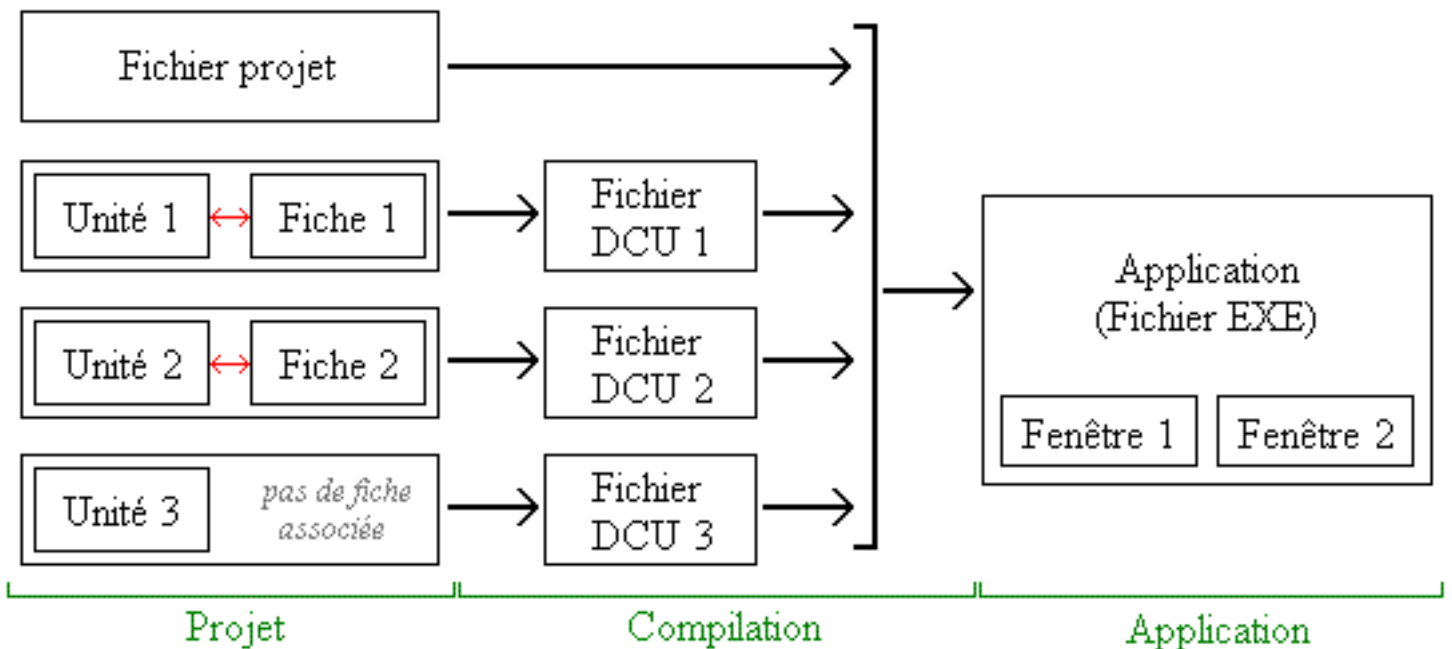 Fichier projet
Unité 1
Fiche 1
Fichier
DCU 1
Unité 2
Fiche 2
Fichier
DCU 2
Unité 3
pas de fiche
associée
Fichier
DCU 3
Application
(Fichier EXE)
Fenêtre 1
Fenêtre 2
Projet
Compilation
Application